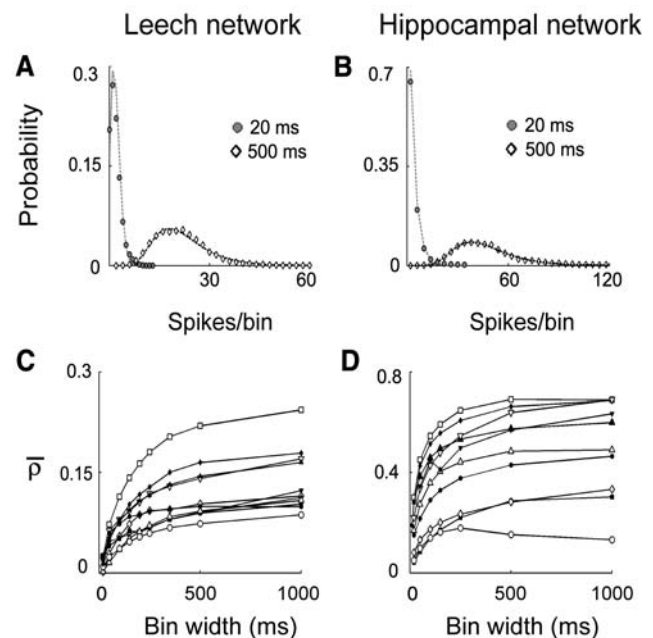 Leech network
Hippocampal network
A
0.3
0.15
0
Probability
20 ms
500 ms
30
60
Spikes/bin
B
0.7
0.35
0
20 ms
500 ms
60
120
Spikes/bin
C
0.3
0.15
0
ρ̅
0
500
1000
Bin width (ms)
D
0.8
0.4
0
0
500
1000
Bin width (ms)